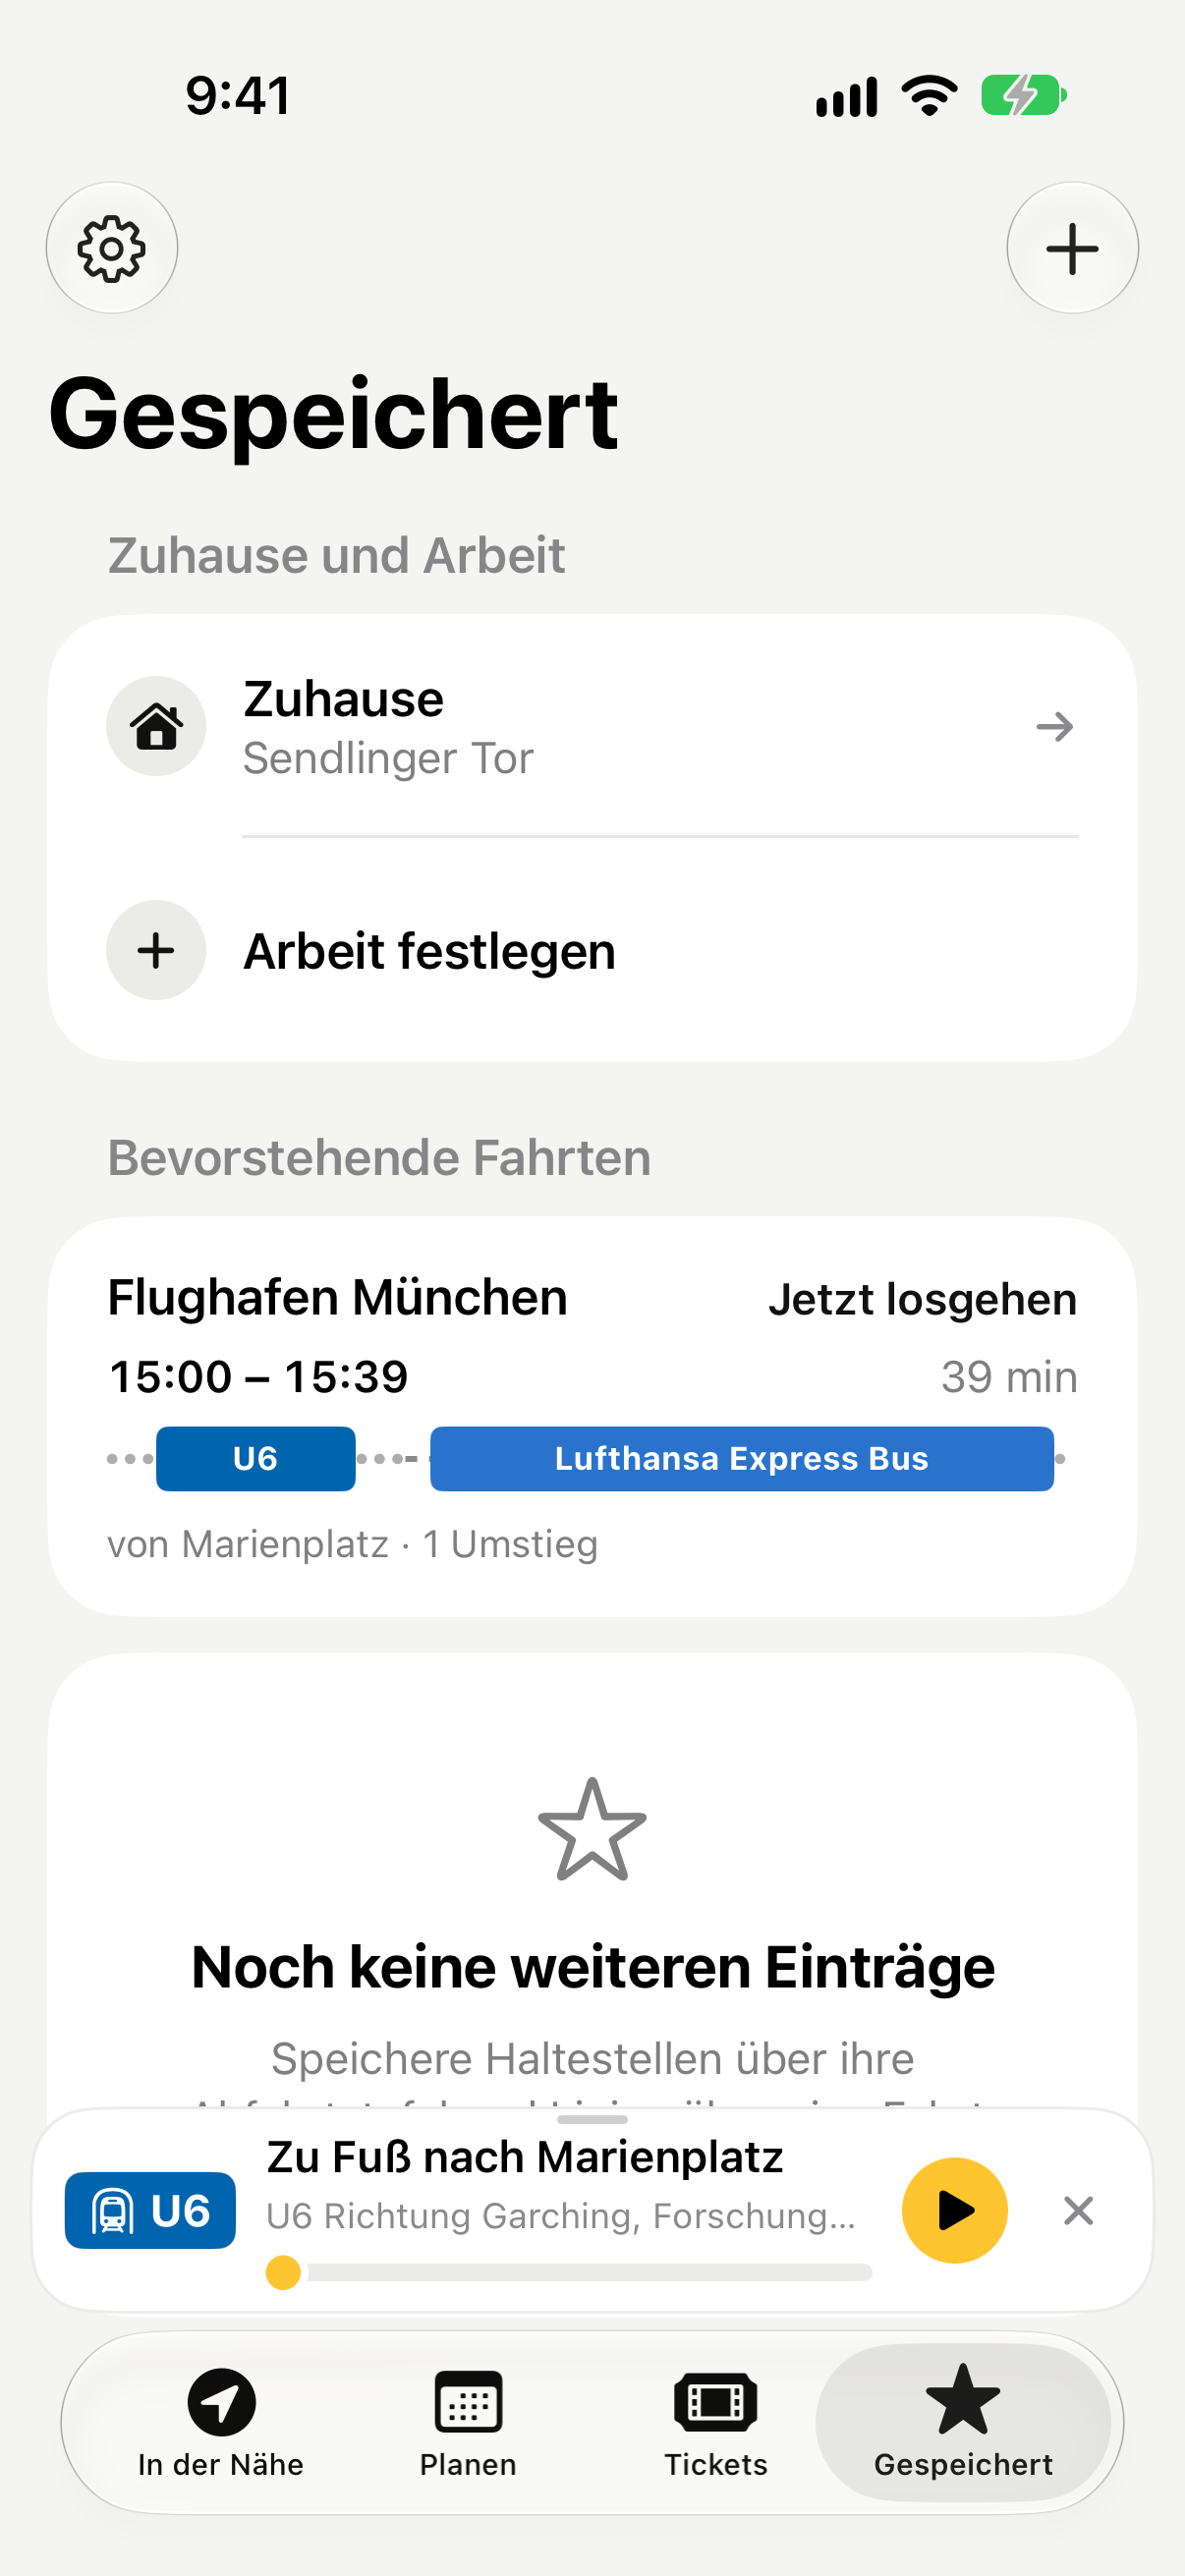 9:41
Gespeichert
Zuhause und Arbeit
Zuhause
Sendlinger Tor
Arbeit festlegen
Bevorstehende Fahrten
Flughafen München
Jetzt losgehen
15:00 – 15:39
39 min
U6
Lufthansa Express Bus
von Marienplatz · 1 Umstieg
Noch keine weiteren Einträge
Speichere Haltestellen über ihre
Zu Fuß nach Marienplatz
U6
U6 Richtung Garching, Forschung...
In der Nähe
Planen
Tickets
Gespeichert